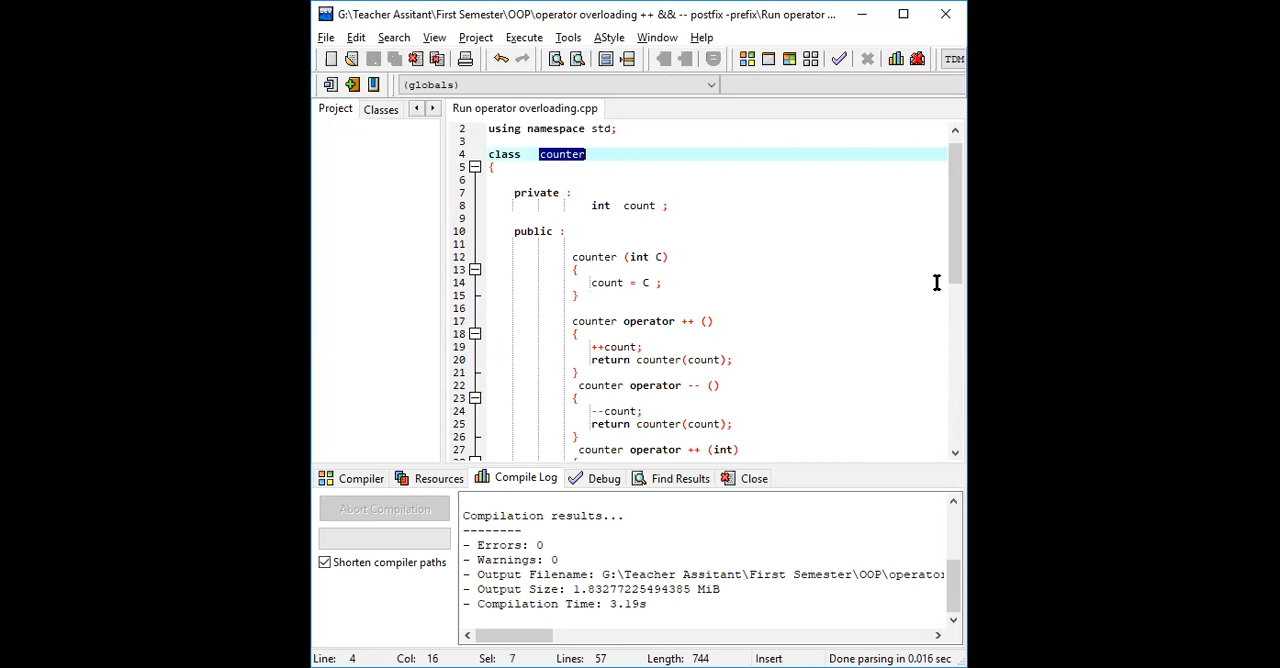 G:\Teacher Assitant\First Semester\OOP\operator overloading ++ && -- postfix -prefix\Run operator ...
File Edit Search View Project Execute Tools AStyle Window Help
TDM
(globals)
Project Classes Run operator overloading.cpp
2 using namespace std;
3
4 class counter
5 {
6
7 private :
8 int count ;
9
10 public :
11
12 counter (int C)
13 {
14 count = C ;
15 }
16
17 counter operator ++ ()
18 {
19 ++count;
20 return counter(count);
21 }
22 counter operator -- ()
23 {
24 --count;
25 return counter(count);
26 }
27 counter operator ++ (int)
Compiler Resources Compile Log Debug Find Results Close
Abort Compilation
Shorten compiler paths
Compilation results...
--------
- Errors: 0
- Warnings: 0
- Output Filename: G:\Teacher Assitant\First Semester\OOP\operator
- Output Size: 1.83277225494385 MiB
- Compilation Time: 3.19s
Line: 4 Col: 16 Sel: 7 Lines: 57 Length: 744 Insert Done parsing in 0.016 sec